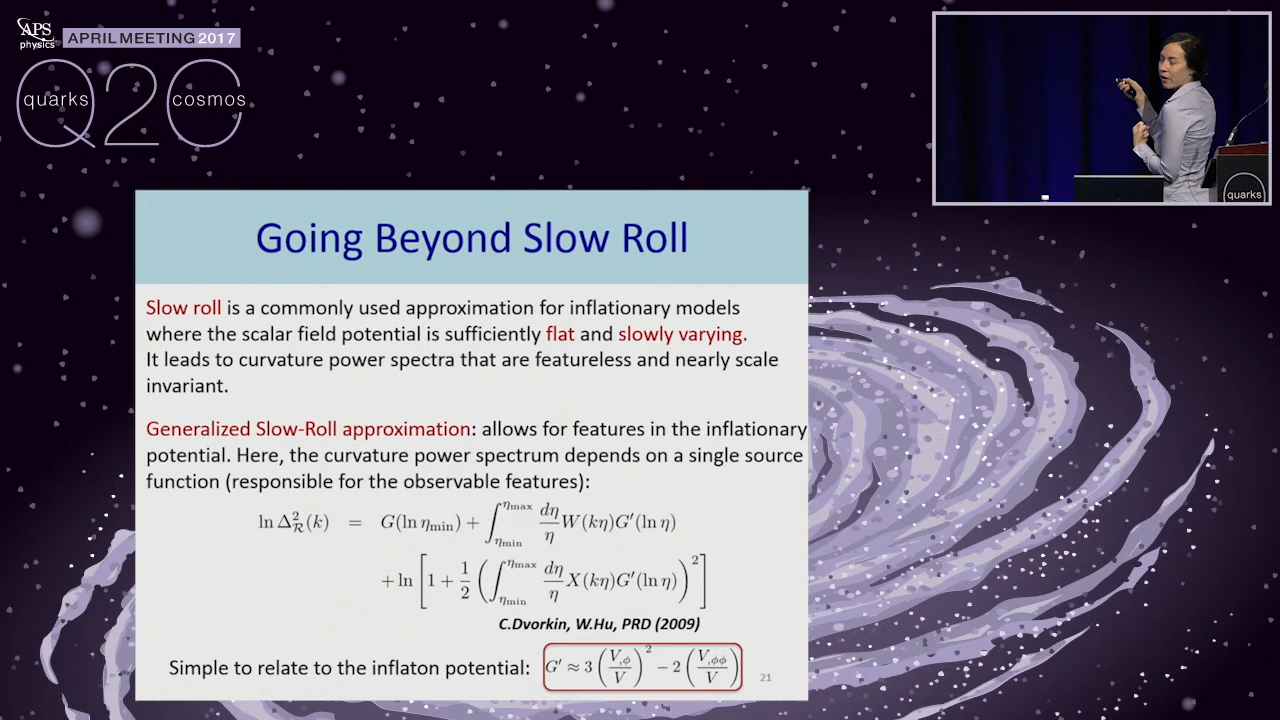 APS
physics
APRIL MEETING 2017
Q2C
quarks
cosmos
quarks
Going Beyond Slow Roll
Slow roll is a commonly used approximation for inflationary models
where the scalar field potential is sufficiently flat and slowly varying.
It leads to curvature power spectra that are featureless and nearly scale
invariant.
Generalized Slow-Roll approximation: allows for features in the inflationary
potential. Here, the curvature power spectrum depends on a single source
function (responsible for the observable features):
ln Δ²_R(k) = G(ln η_min) + ∫_{η_min}^{η_max} dη/η W(kη)G′(ln η)
+ ln [1 + 1/2 (∫_{η_min}^{η_max} dη/η X(kη)G′(ln η))²]
C.Dvorkin, W.Hu, PRD (2009)
Simple to relate to the inflaton potential: G′ ≈ 3 (V,φ/V)² − 2 (V,φφ/V)
21